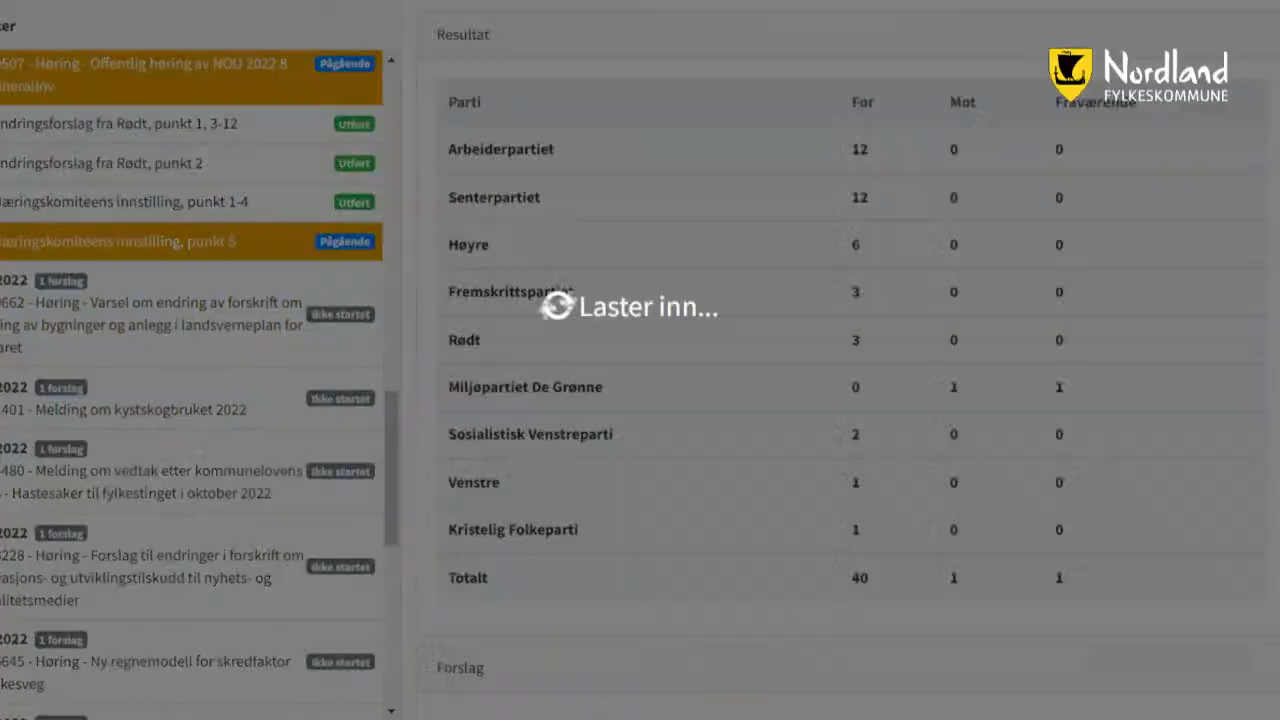 er
507 - Høring - Offentlig høring av NOU 2022 8
Pågående
nerallov
ndringsforslag fra Rødt, punkt 1, 3-12
Utført
ndringsforslag fra Rødt, punkt 2
Utført
æringskomiteens innstilling, punkt 1-4
Utført
æringskomiteens innstilling, punkt 5
Pågående
2022 1 forslag
662 - Høring - Varsel om endring av forskrift om
ing av bygninger og anlegg i landsverneplan for
Ikke startet
aret
2022 1 forslag
401 - Melding om kystskogbruket 2022
Ikke startet
2022 1 forslag
480 - Melding om vedtak etter kommunelovens
Ikke startet
- Hastesaker til fylkestinget i oktober 2022
2022 1 forslag
228 - Høring - Forslag til endringer i forskrift om
Ikke startet
asjons- og utviklingstilskudd til nyhets- og
litetsmedier
2022 1 forslag
645 - Høring - Ny regnemodell for skredfaktor
Ikke startet
kesveg
Resultat
Nordland
FYLKESKOMMUNE
Parti For Mot Fraværende
Arbeiderpartiet 12 0 0
Senterpartiet 12 0 0
Høyre 6 0 0
Fremskrittspartiet 3 0 0
Laster inn...
Rødt 3 0 0
Miljøpartiet De Grønne 0 1 1
Sosialistisk Venstreparti 2 0 0
Venstre 1 0 0
Kristelig Folkeparti 1 0 0
Totalt 40 1 1
Forslag